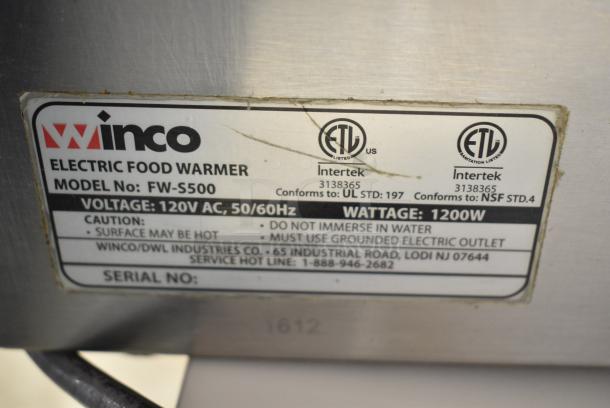 Winco
ELECTRIC FOOD WARMER
MODEL No: FW-S500
ETL
US
Intertek
3138365
Conforms to: UL STD: 197
ETL
Intertek
3138365
Conforms to: NSF STD.4
VOLTAGE: 120V AC, 50/60Hz WATTAGE: 1200W
CAUTION:
• SURFACE MAY BE HOT
• DO NOT IMMERSE IN WATER
• MUST USE GROUNDED ELECTRIC OUTLET
WINCO/DWL INDUSTRIES CO. • 65 INDUSTRIAL ROAD, LODI NJ 07644
SERVICE HOT LINE: 1-888-946-2682
SERIAL NO:
1612